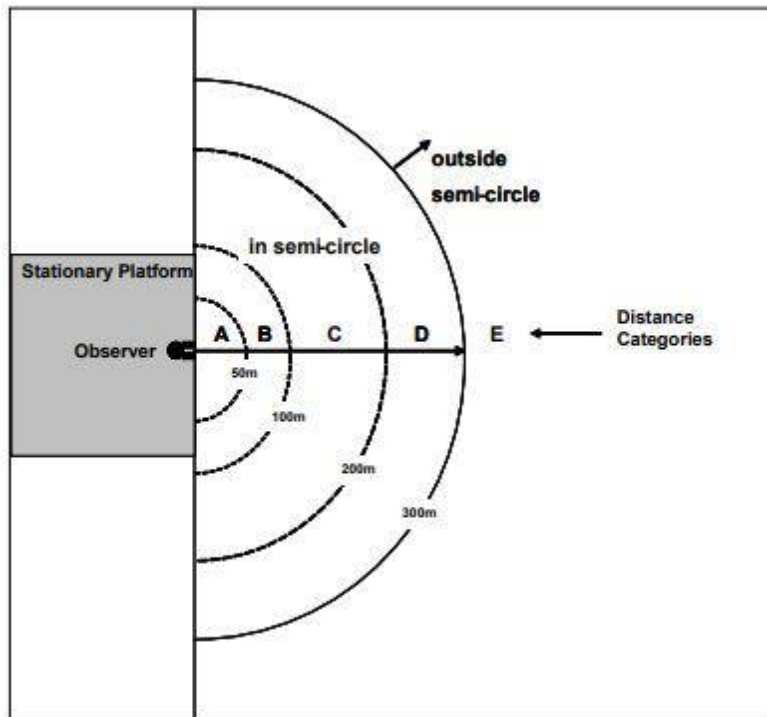 outside
semi-circle
in semi-circle
Stationary Platform
A B C D E
Distance
Categories
Observer
50m
100m
200m
300m